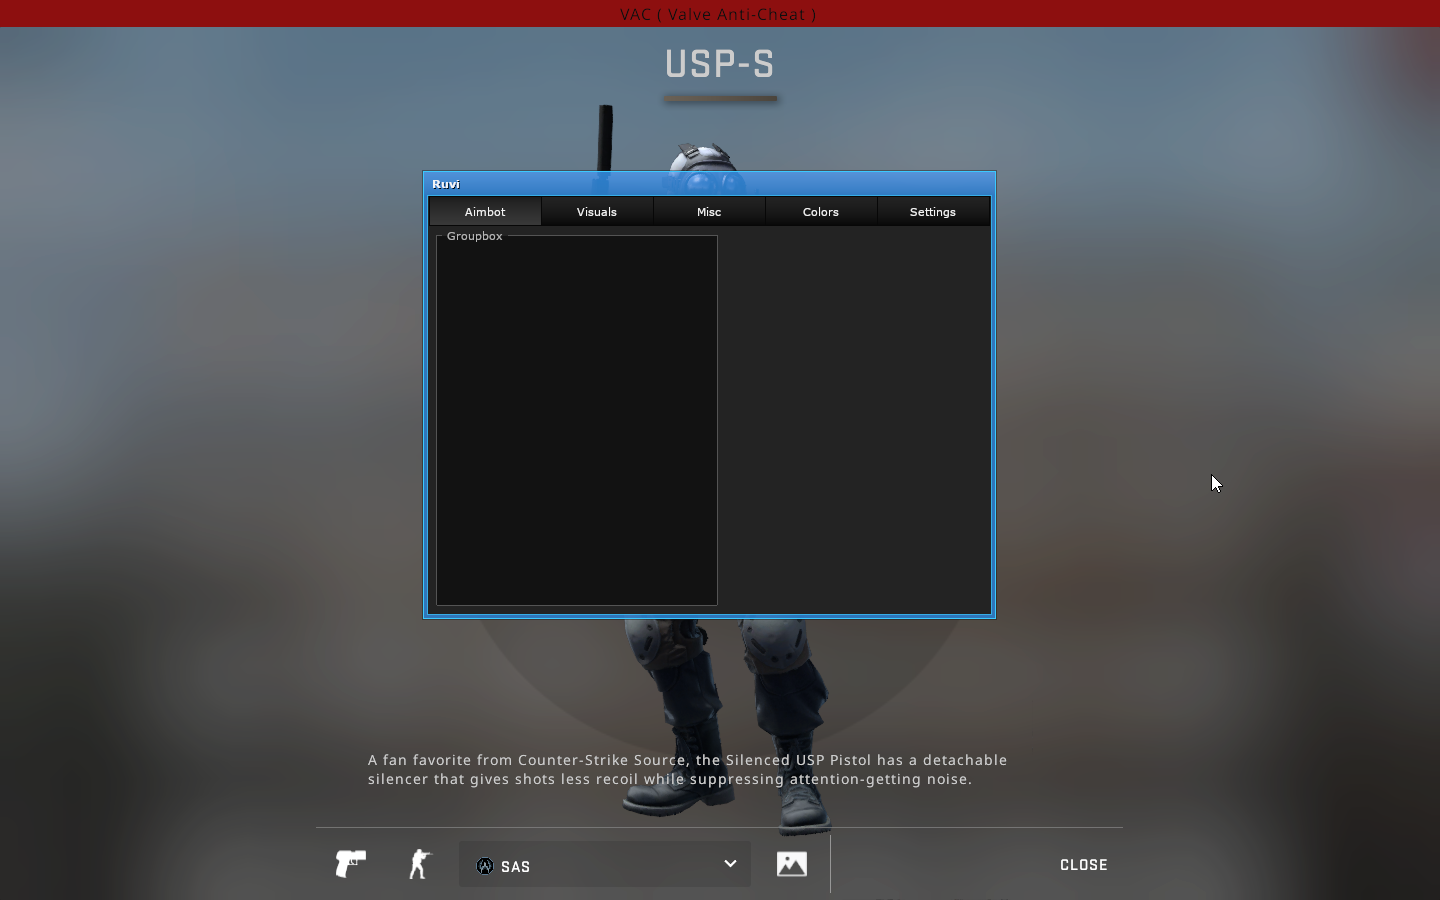 VAC ( Valve Anti-Cheat )
USP-S
Ruvi
Aimbot Visuals Misc Colors Settings
Groupbox
A fan favorite from Counter-Strike Source, the Silenced USP Pistol has a detachable
silencer that gives shots less recoil while suppressing attention-getting noise.
SAS
CLOSE